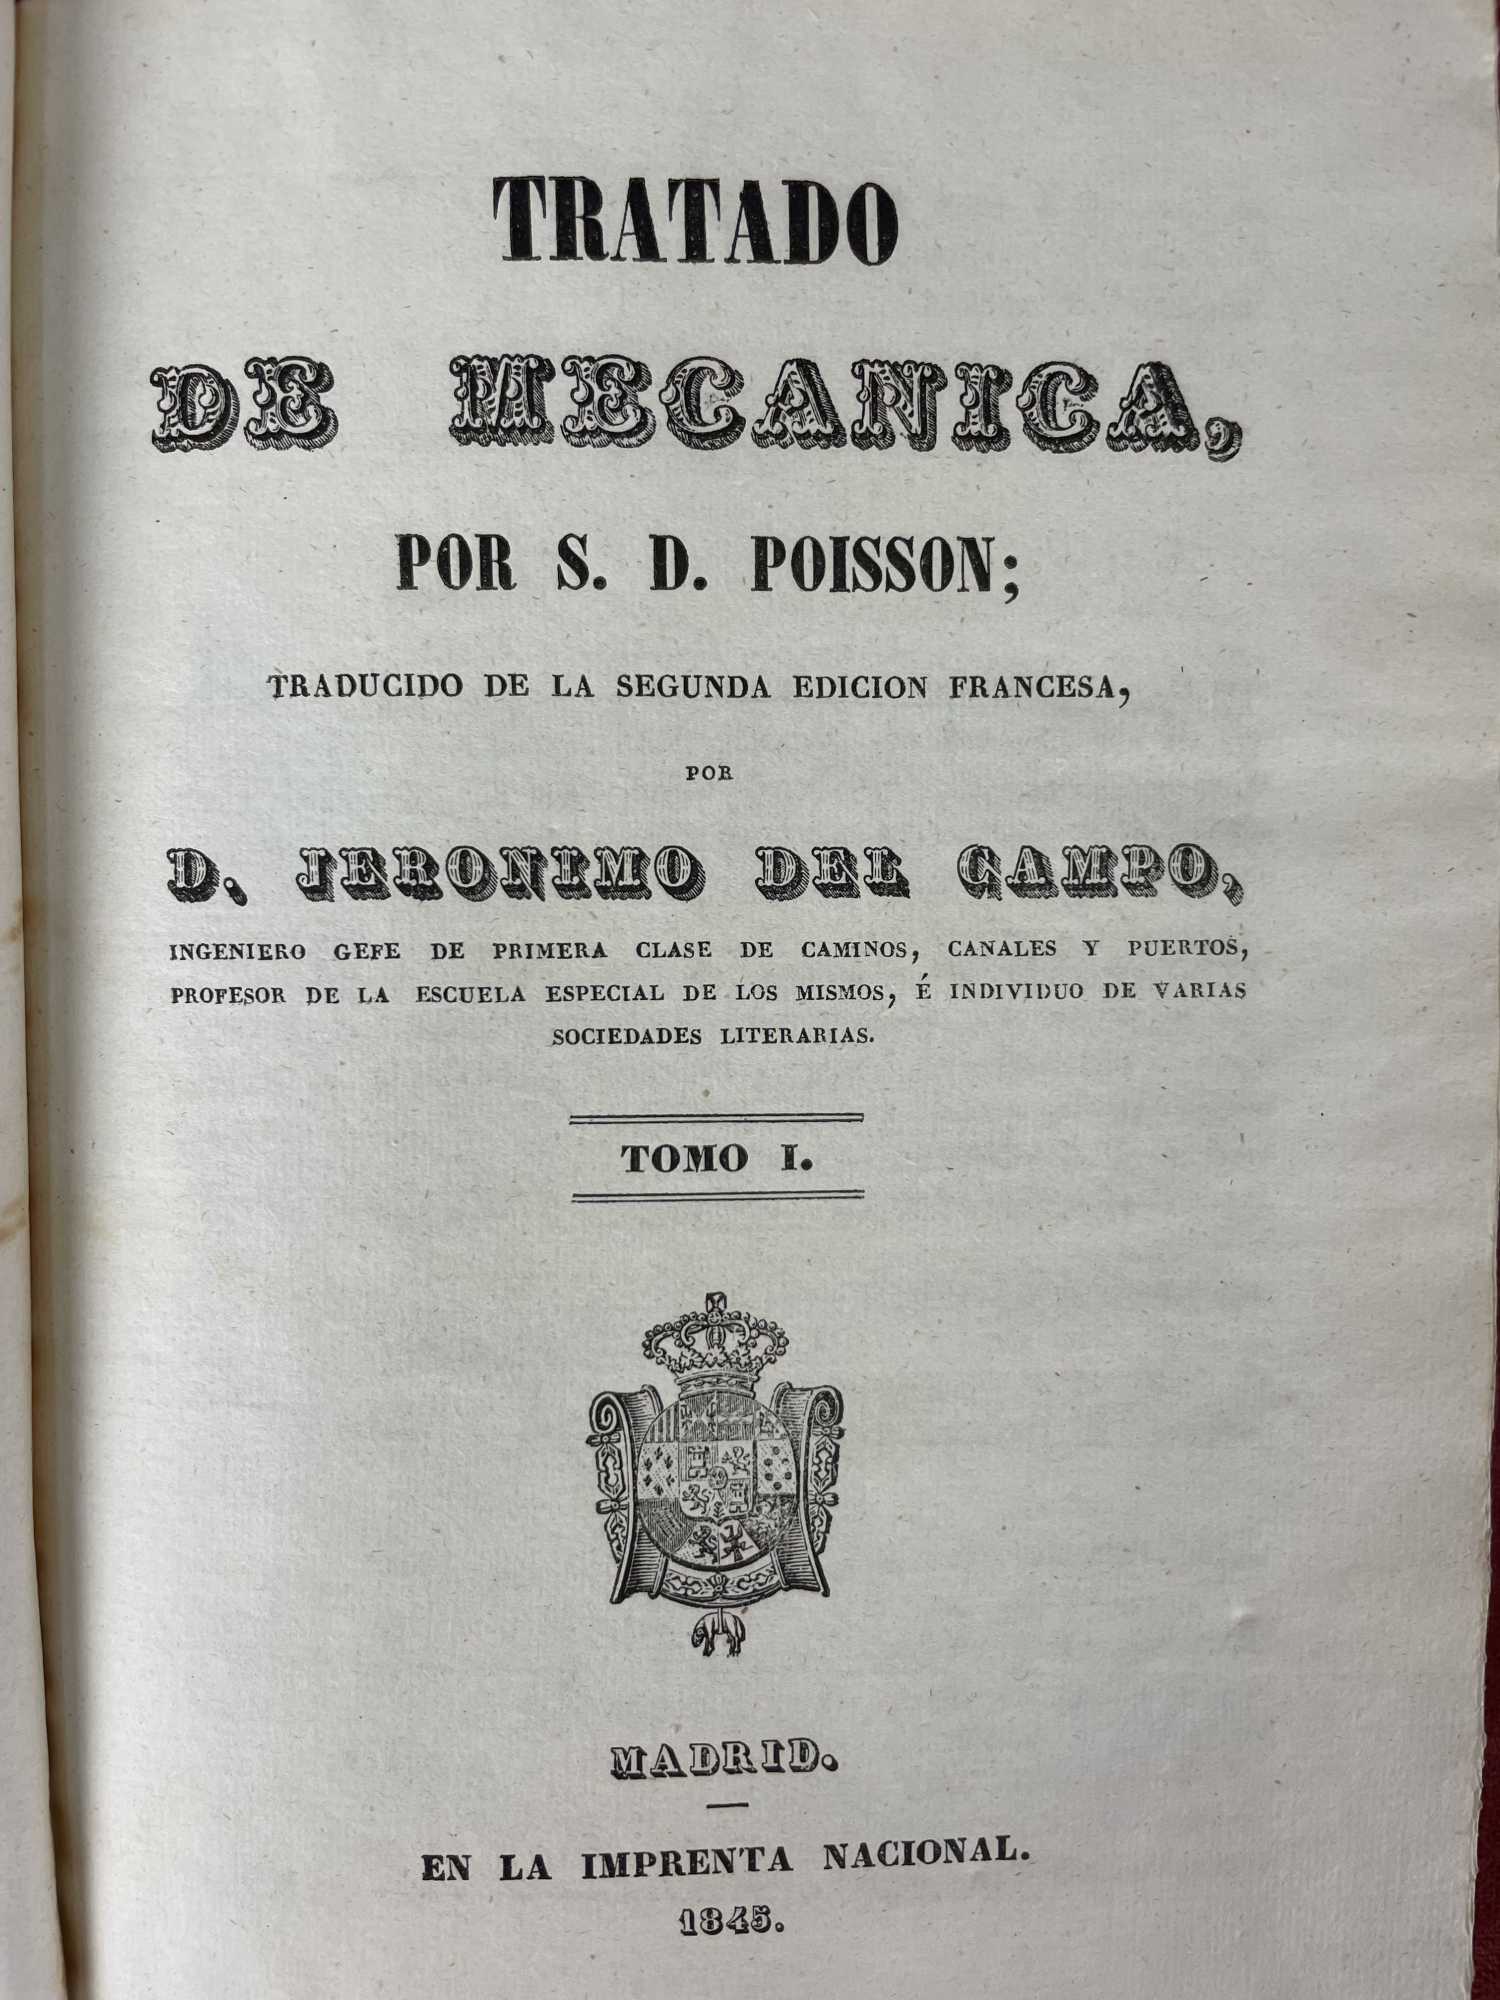 TRATADO
DE MECANICA,
POR S. D. POISSON;
TRADUCIDO DE LA SEGUNDA EDICION FRANCESA,
POR
D. JERONIMO DEL CAMPO,
INGENIERO GEFE DE PRIMERA CLASE DE CAMINOS, CANALES Y PUERTOS,
PROFESOR DE LA ESCUELA ESPECIAL DE LOS MISMOS, É INDIVIDUO DE VARIAS
SOCIEDADES LITERARIAS.
TOMO I.
MADRID.
EN LA IMPRENTA NACIONAL.
1845.